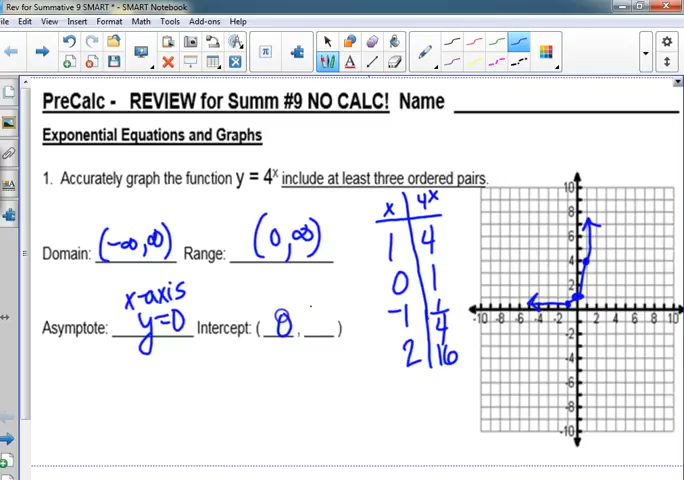 Rev for Summative 9 SMART * - SMART Notebook
File Edit View Insert Format Tools Add-ons Help
PreCalc - REVIEW for Summ #9 NO CALC! Name
Exponential Equations and Graphs
1. Accurately graph the function y = 4ˣ include at least three ordered pairs.
Domain: (-∞,∞) Range: (0,∞)
x-axis
Asymptote: y=0 Intercept: ( 0 , )
x 4ˣ
1 4
0 1
-1 1/4
2 16
10
8
6
4
2
-10 -8 -6 -4 -2 2 4 6 8 10
-2
-4
-6
-8
-10